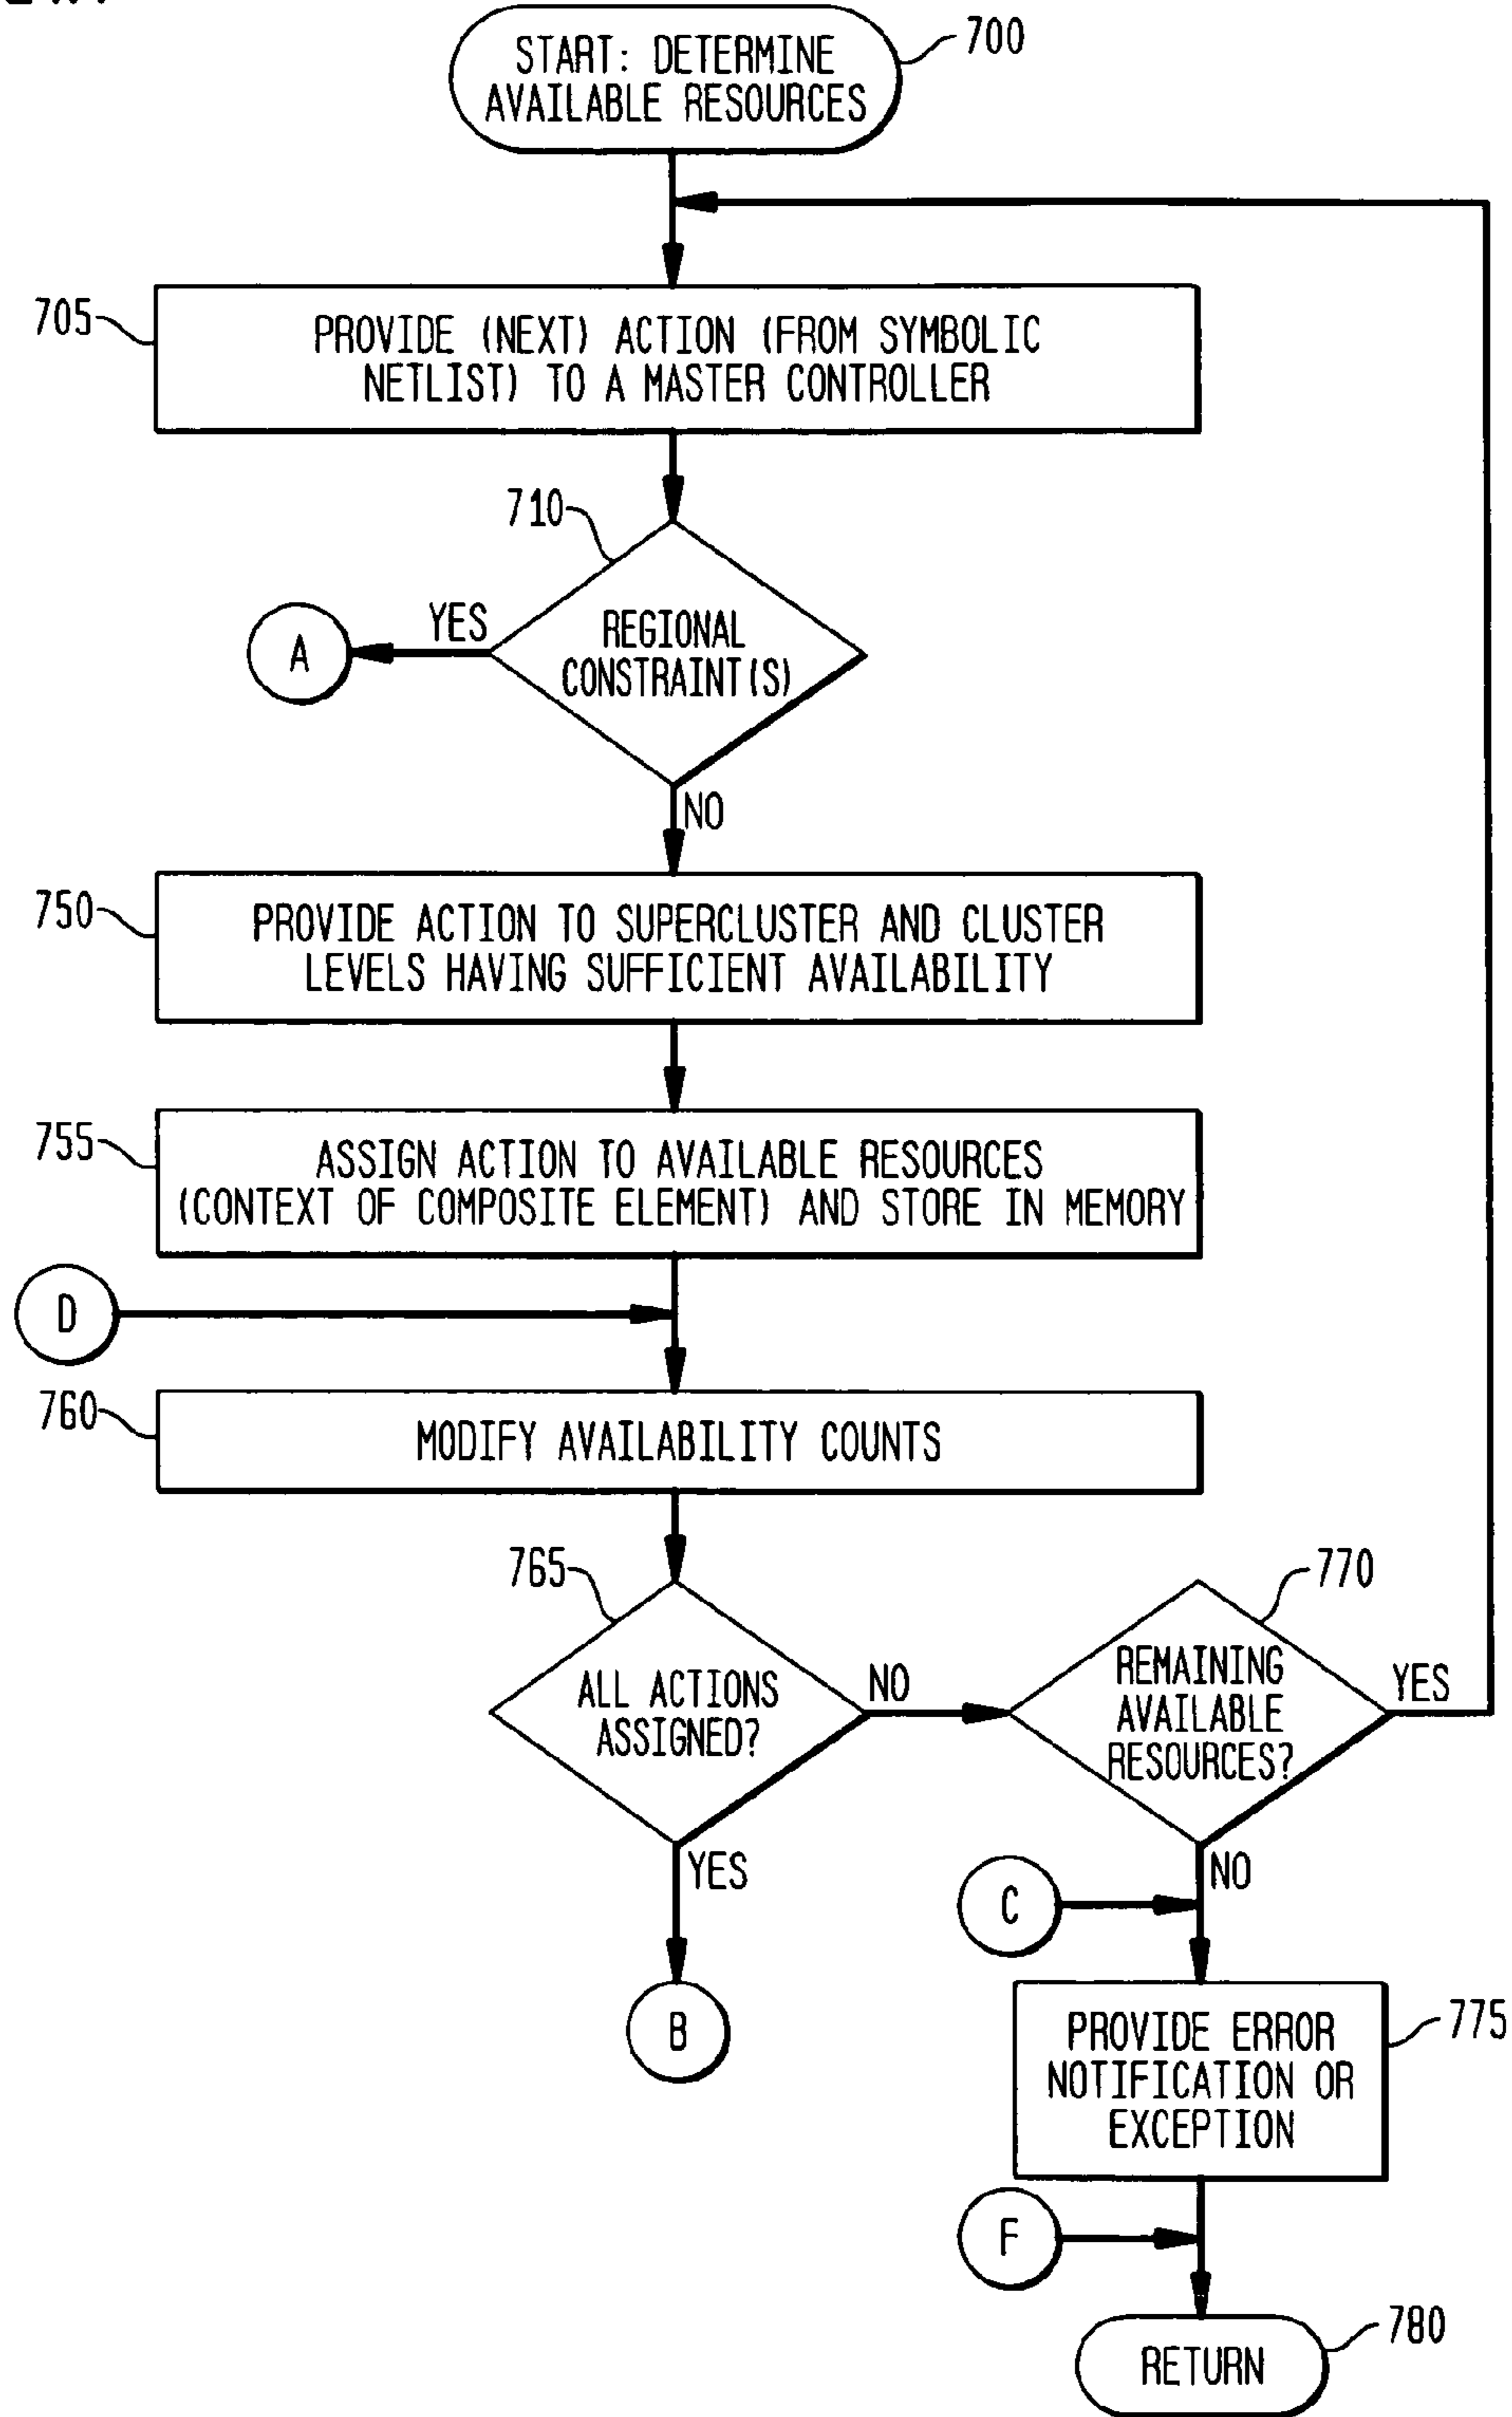 START: DETERMINE
AVAILABLE RESOURCES
700
705
PROVIDE (NEXT) ACTION (FROM SYMBOLIC
NETLIST) TO A MASTER CONTROLLER
710
A
YES
REGIONAL
CONSTRAINT(S)
NO
750
PROVIDE ACTION TO SUPERCLUSTER AND CLUSTER
LEVELS HAVING SUFFICIENT AVAILABILITY
755
ASSIGN ACTION TO AVAILABLE RESOURCES
(CONTEXT OF COMPOSITE ELEMENT) AND STORE IN MEMORY
D
760
MODIFY AVAILABILITY COUNTS
765
ALL ACTIONS
ASSIGNED?
NO
770
REMAINING
AVAILABLE
RESOURCES?
YES
YES
NO
C
B
775
PROVIDE ERROR
NOTIFICATION OR
EXCEPTION
F
780
RETURN